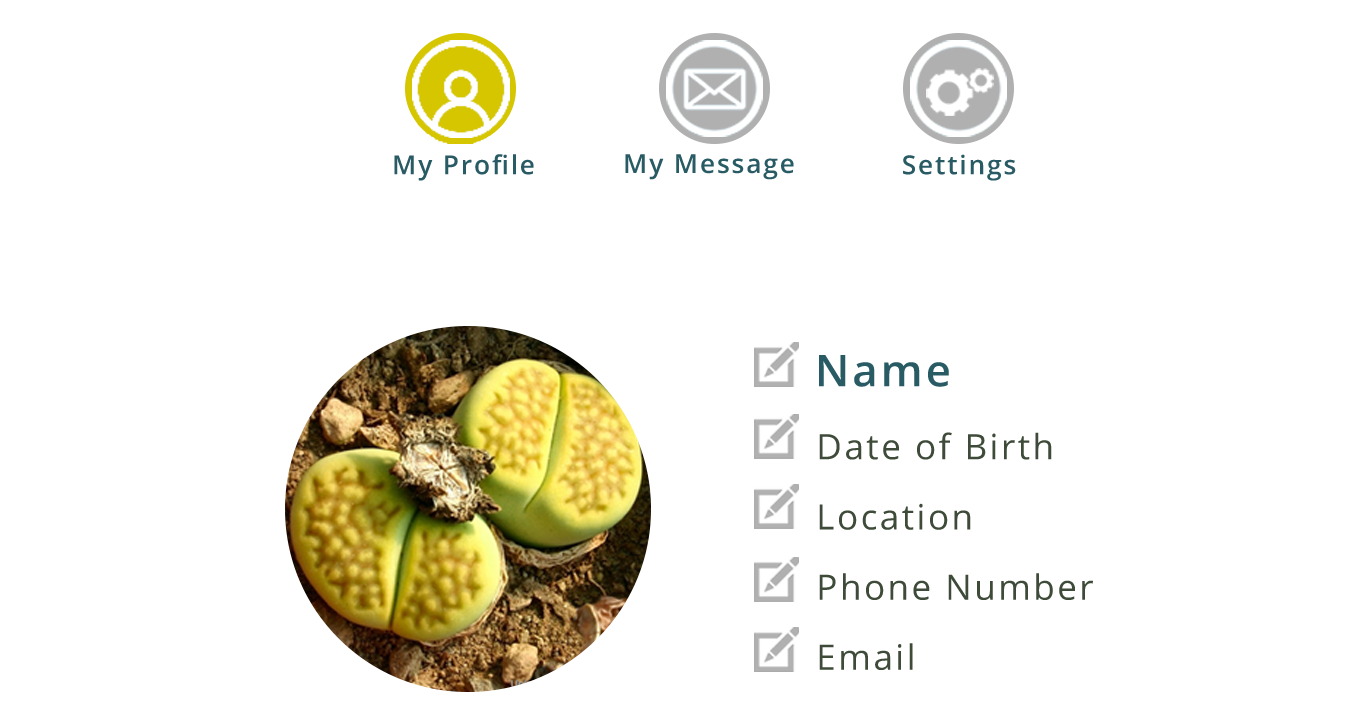 My Profile
My Message
Settings
Name
Date of Birth
Location
Phone Number
Email